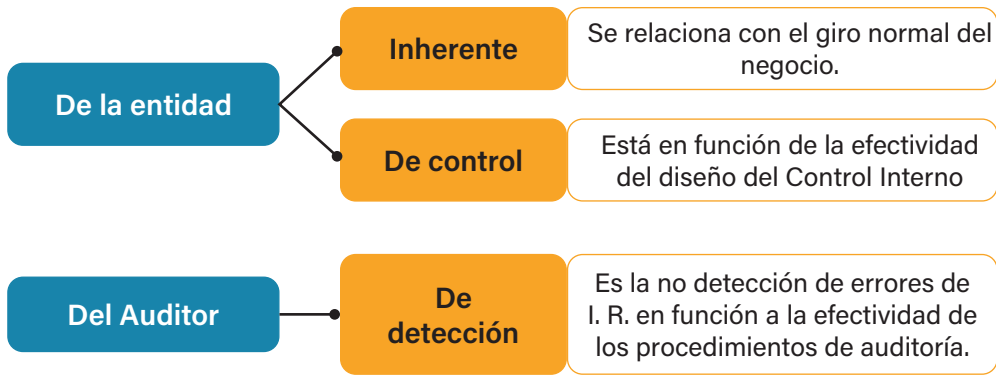 De la entidad
Inherente
Se relaciona con el giro normal del
negocio.
De control
Está en función de la efectividad
del diseño del Control Interno
Del Auditor
De
detección
Es la no detección de errores de
I. R. en función a la efectividad de
los procedimientos de auditoría.